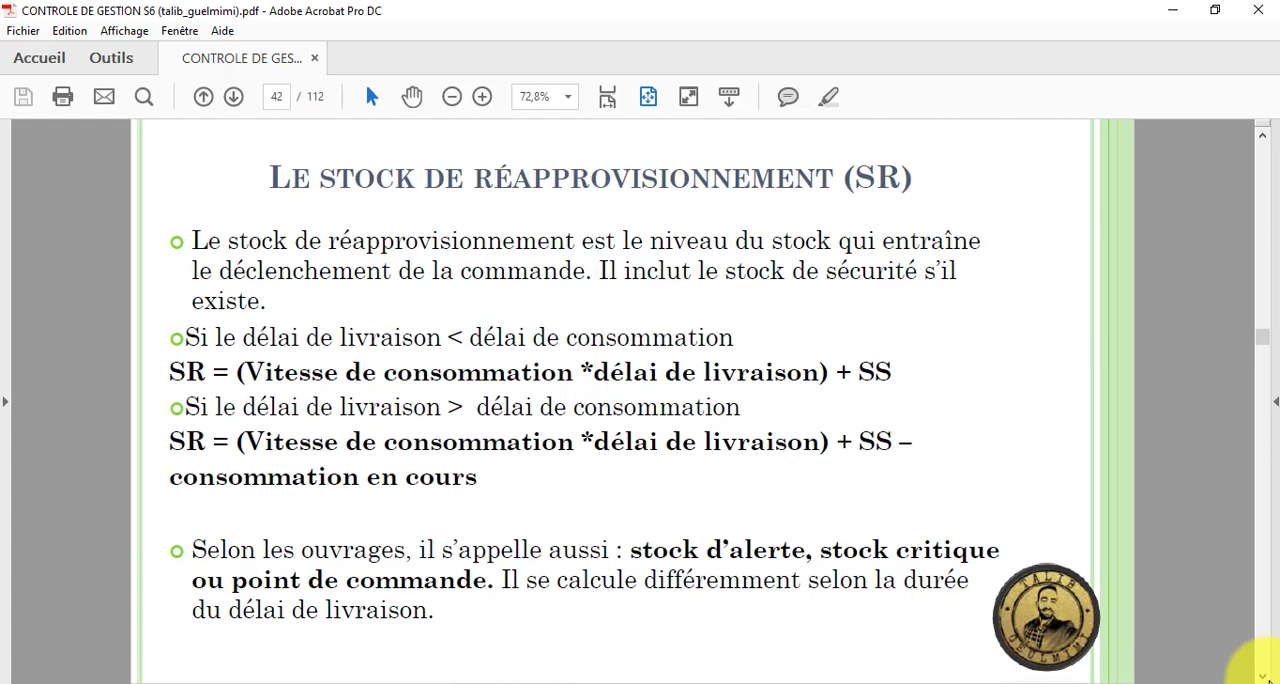 CONTROLE DE GESTION S6 (talib_guelmimi).pdf - Adobe Acrobat Pro DC
Fichier Edition Affichage Fenêtre Aide
Accueil Outils CONTROLE DE GES... ×
42 / 112 72,8%
LE STOCK DE RÉAPPROVISIONNEMENT (SR)
Le stock de réapprovisionnement est le niveau du stock qui entraîne
le déclenchement de la commande. Il inclut le stock de sécurité s’il
existe.
Si le délai de livraison < délai de consommation
SR = (Vitesse de consommation *délai de livraison) + SS
Si le délai de livraison > délai de consommation
SR = (Vitesse de consommation *délai de livraison) + SS –
consommation en cours
Selon les ouvrages, il s’appelle aussi : stock d’alerte, stock critique
ou point de commande. Il se calcule différemment selon la durée
du délai de livraison.
TALIB
GEULMIMI